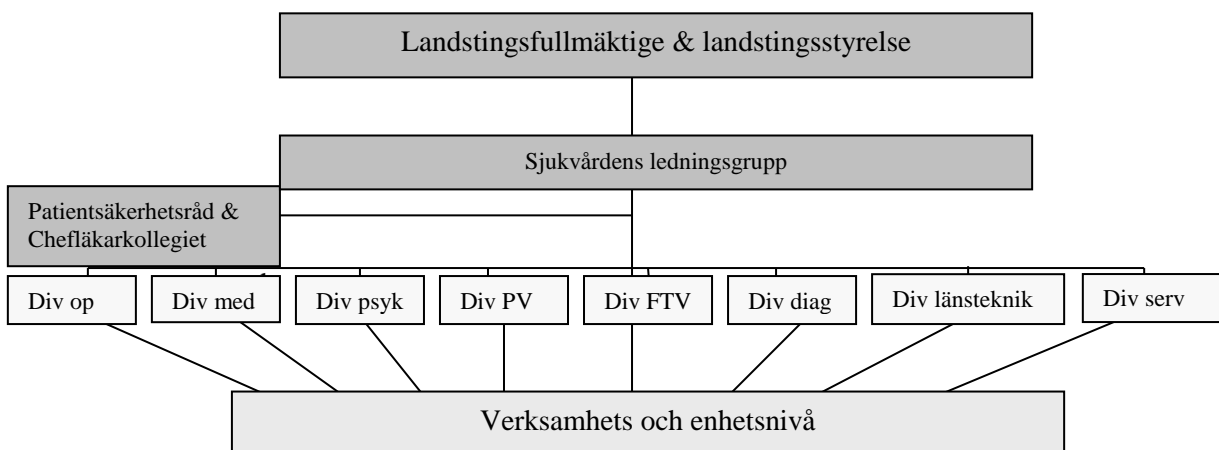 Landstingsfullmäktige & landstingsstyrelse
Sjukvårdens ledningsgrupp
Patientsäkerhetsråd &
Chefläkarkollegiet
Div op
Div med
Div psyk
Div PV
Div FTV
Div diag
Div länsteknik
Div serv
Verksamhets och enhetsnivå